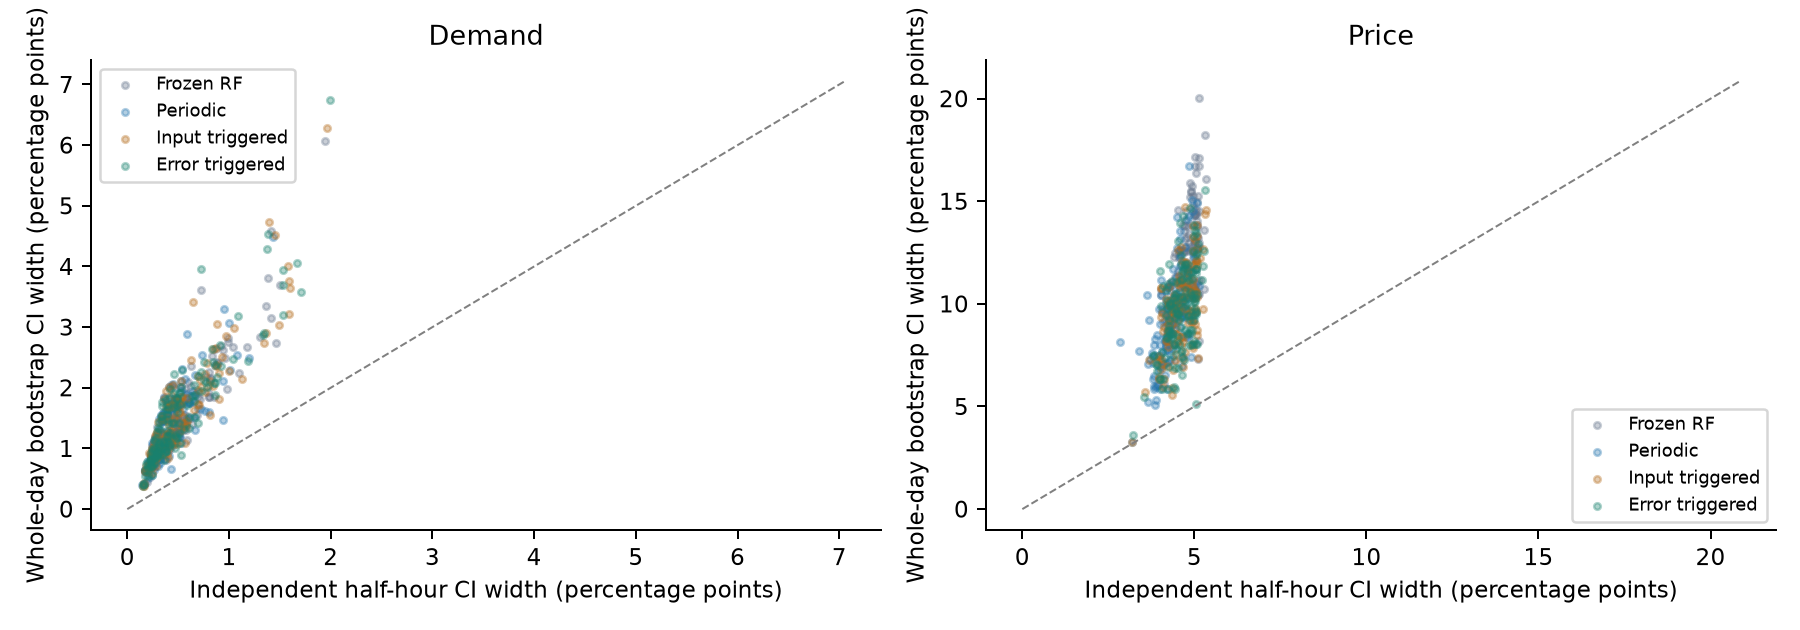 Demand
Whole-day bootstrap CI width (percentage points)
7
6
5
4
3
2
1
0
Frozen RF
Periodic
Input triggered
Error triggered
0 1 2 3 4 5 6 7
Independent half-hour CI width (percentage points)
Price
Whole-day bootstrap CI width (percentage points)
20
15
10
5
0
Frozen RF
Periodic
Input triggered
Error triggered
0 5 10 15 20
Independent half-hour CI width (percentage points)